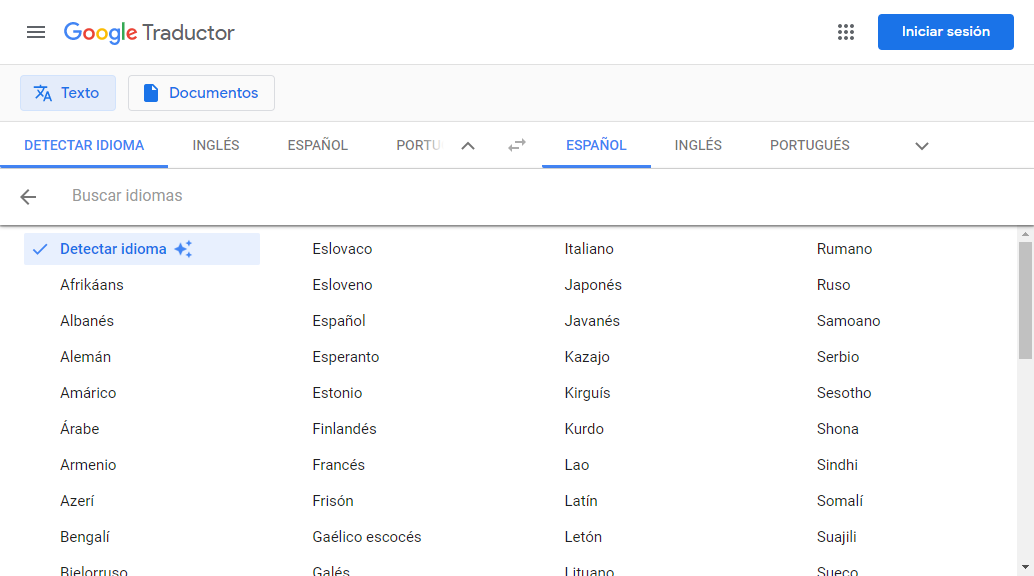 Google Traductor
Iniciar sesión
Texto
Documentos
DETECTAR IDIOMA
INGLÉS
ESPAÑOL
PORTU
ESPAÑOL
INGLÉS
PORTUGUÉS
Buscar idiomas
Detectar idioma
Afrikáans
Albanés
Alemán
Amárico
Árabe
Armenio
Azerí
Bengalí
Bielorruso
Eslovaco
Esloveno
Español
Esperanto
Estonio
Finlandés
Francés
Frisón
Gaélico escocés
Galés
Italiano
Japonés
Javanés
Kazajo
Kirguís
Kurdo
Lao
Latín
Letón
Lituano
Rumano
Ruso
Samoano
Serbio
Sesotho
Shona
Sindhi
Somalí
Suajili
Sueco